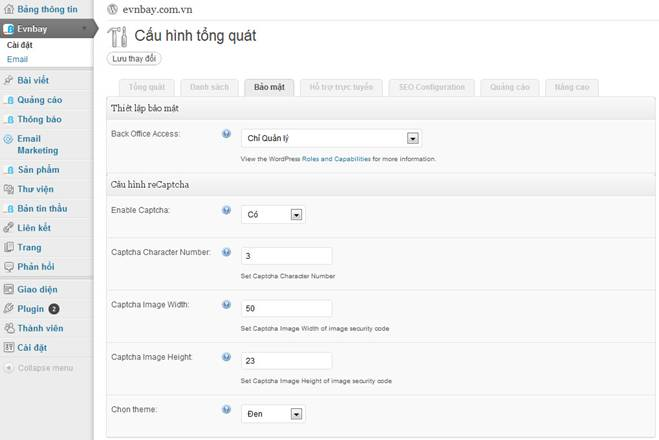 Bảng thông tin
Evnbay
Cài đặt
Email
Bài viết
Quảng cáo
Thông báo
Email
Marketing
Sản phẩm
Thư viện
Bản tin thầu
Liên kết
Trang
Phản hồi
Giao diện
Plugin 2
Thành viên
Cài đặt
Collapse menu
evnbay.com.vn
Cấu hình tổng quát
Lưu thay đổi
Tổng quát
Danh sách
Bảo mật
Hỗ trợ trực tuyến
SEO Configuration
Quảng cáo
Nâng cao
Thiết lập bảo mật
Back Office Access:
Chỉ Quản lý
View the WordPress Roles and Capabilities for more information.
Cấu hình reCaptcha
Enable Captcha:
Có
Captcha Character Number:
3
Set Captcha Character Number
Captcha Image Width:
50
Set Captcha Image Width of image security code
Captcha Image Height:
23
Set Captcha Image Height of image security code
Chọn theme:
Đen